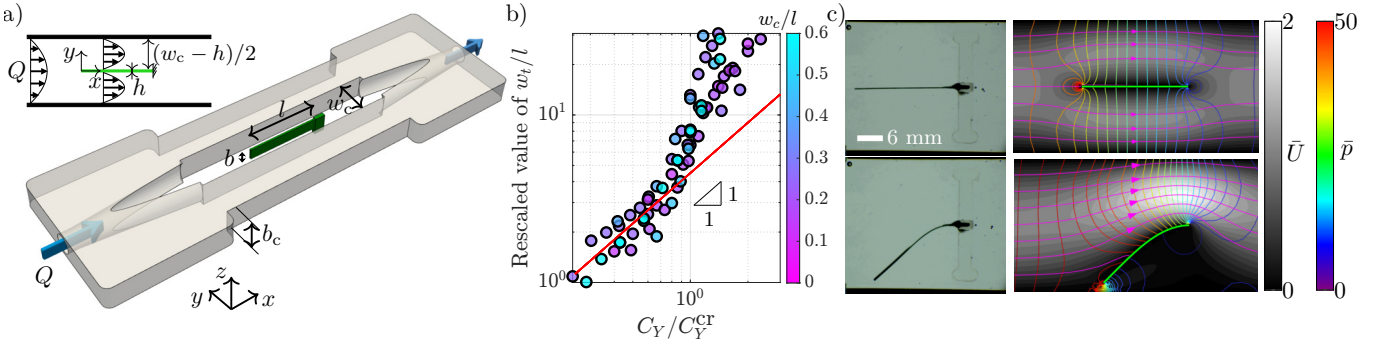 a)
y
(w_c − h)/2
Q
x
h
l
w_c
b
b_c
Q
z
y
x
b)
w_c/l
Rescaled value of w_t/l
10^1
10^0
10^0
C_Y/C_Y^cr
1
1
0.6
0.5
0.4
0.3
0.2
0.1
0
c)
6 mm
2
Ū
0
50
p̄
0